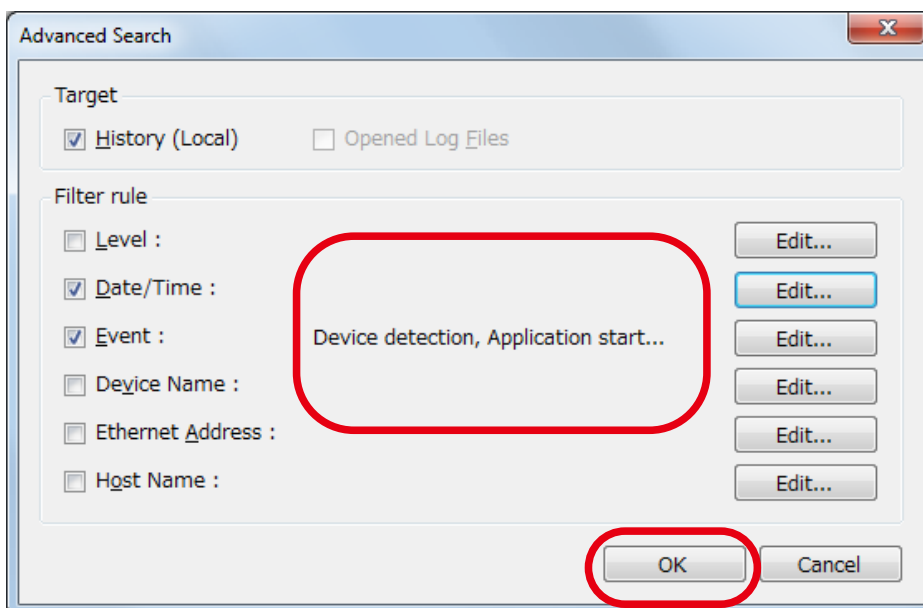 Advanced Search
Target
History (Local) Opened Log Files
Filter rule
Level : Edit...
Date/Time : Edit...
Event : Device detection, Application start... Edit...
Device Name : Edit...
Ethernet Address : Edit...
Host Name : Edit...
OK Cancel